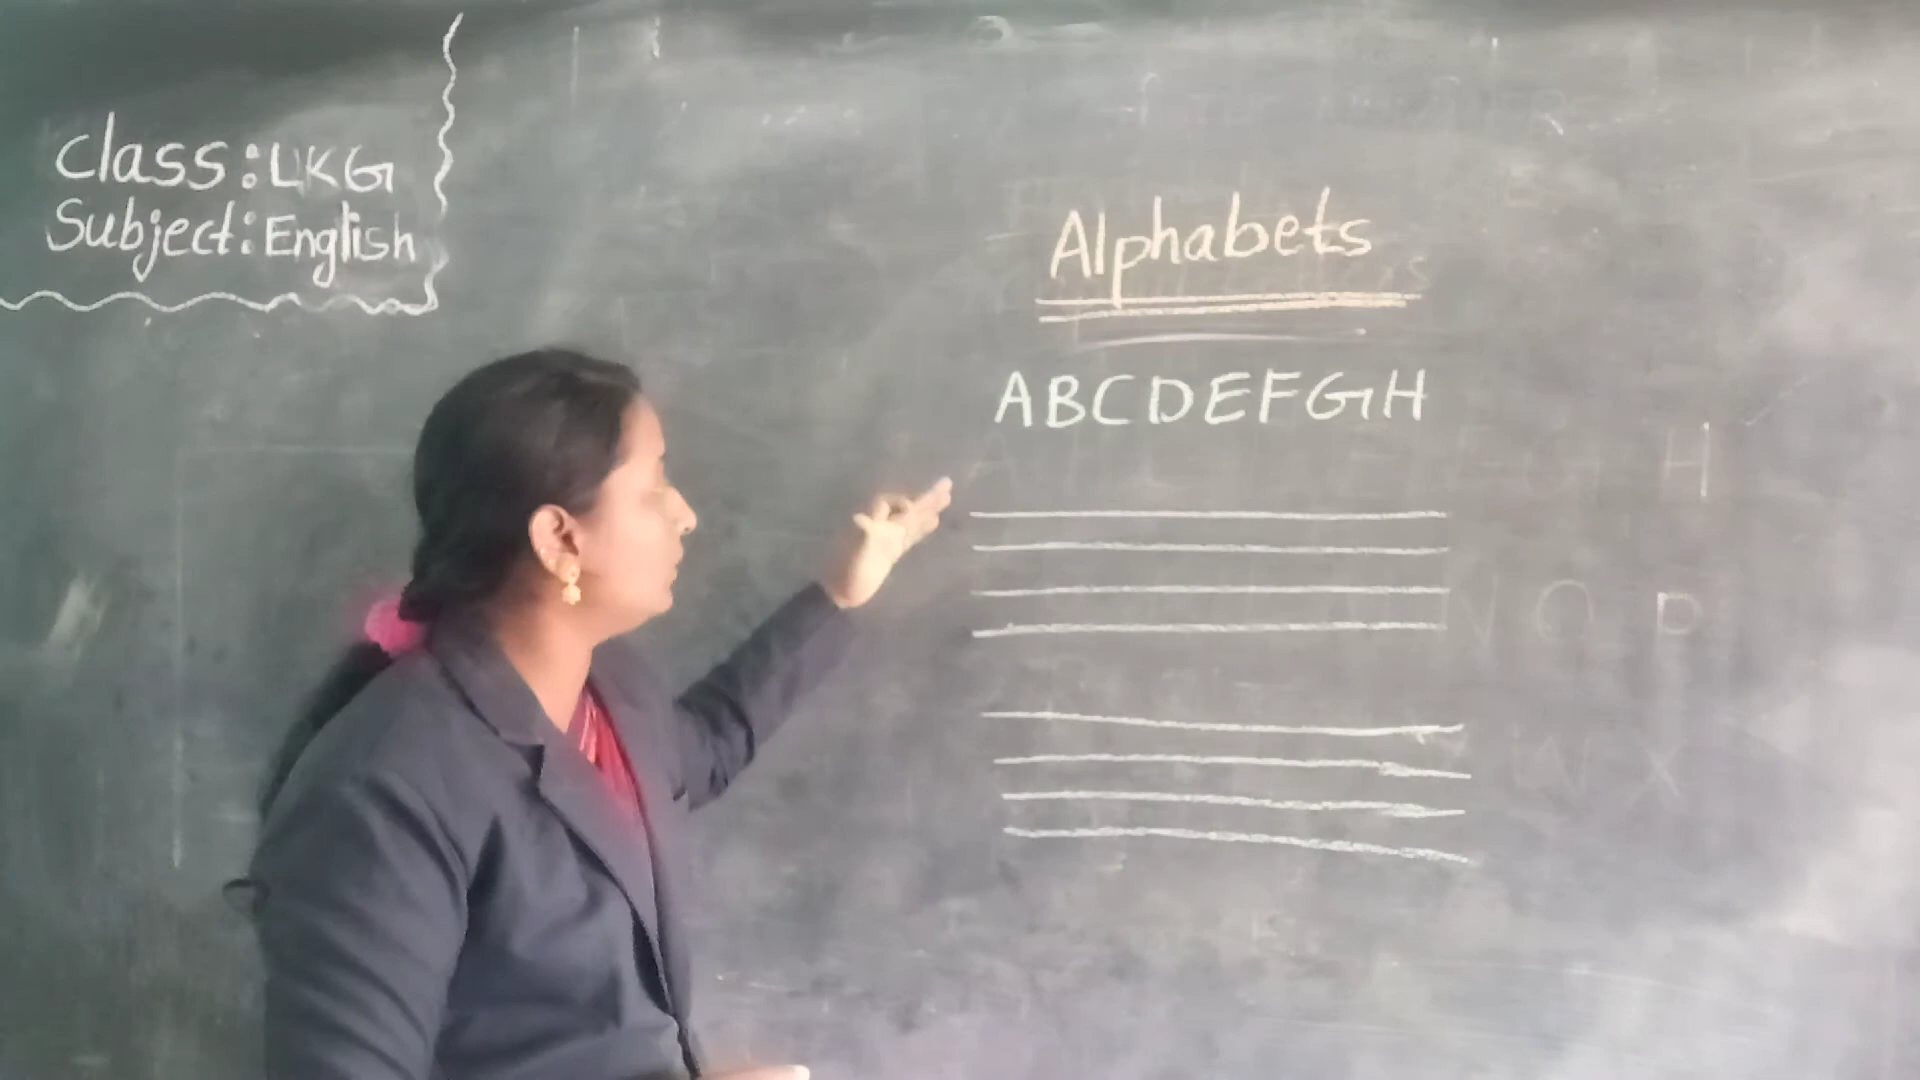 Class: LKG
Subject: English
Alphabets
ABCDEFGH
H
N O P
W X